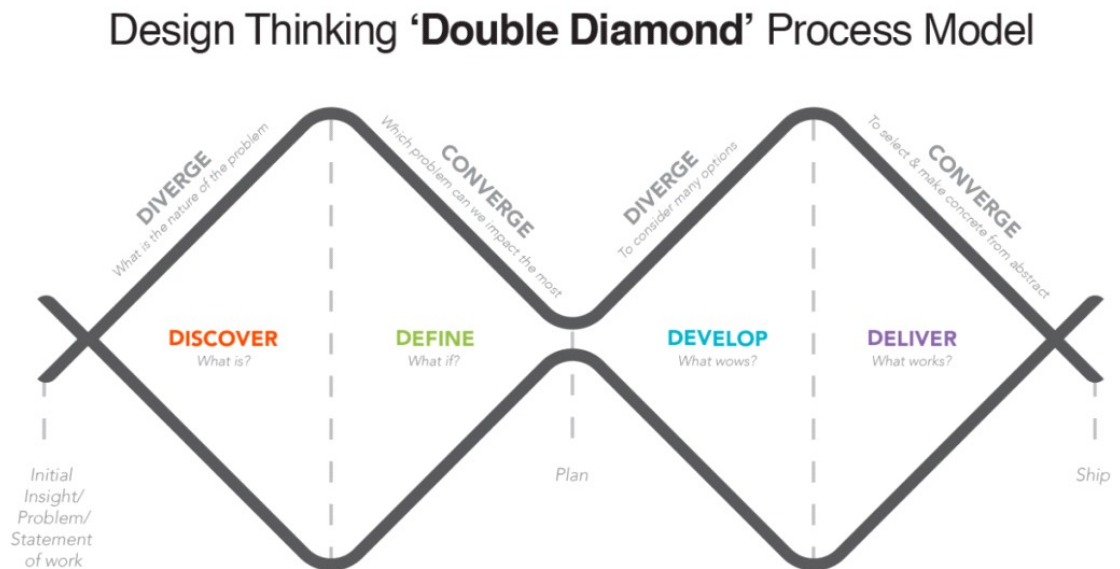 Design Thinking ‘Double Diamond’ Process Model
DIVERGE
What is the nature of the problem
CONVERGE
Which problem can we impact the most
DIVERGE
To consider many options
CONVERGE
To select & make concrete from abstract
DISCOVER
What is?
DEFINE
What if?
DEVELOP
What wows?
DELIVER
What works?
Initial
Insight/
Problem/
Statement
of work
Plan
Ship